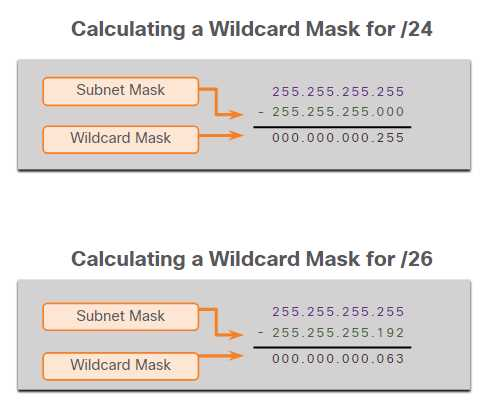 Calculating a Wildcard Mask for /24
Subnet Mask
255.255.255.255
- 255.255.255.000
Wildcard Mask
000.000.000.255
Calculating a Wildcard Mask for /26
Subnet Mask
255.255.255.255
- 255.255.255.192
Wildcard Mask
000.000.000.063